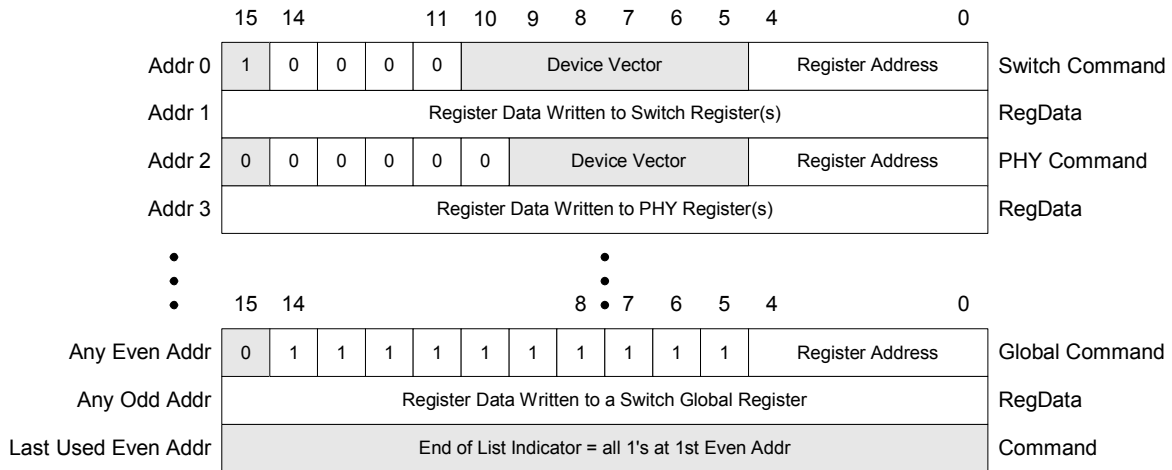 15 14 11 10 9 8 7 6 5 4 0
Addr 0 1 0 0 0 0 Device Vector Register Address Switch Command
Addr 1 Register Data Written to Switch Register(s) RegData
Addr 2 0 0 0 0 0 0 Device Vector Register Address PHY Command
Addr 3 Register Data Written to PHY Register(s) RegData
15 14 8 7 6 5 4 0
Any Even Addr 0 1 1 1 1 1 1 1 1 1 1 Register Address Global Command
Any Odd Addr Register Data Written to a Switch Global Register RegData
Last Used Even Addr End of List Indicator = all 1's at 1st Even Addr Command